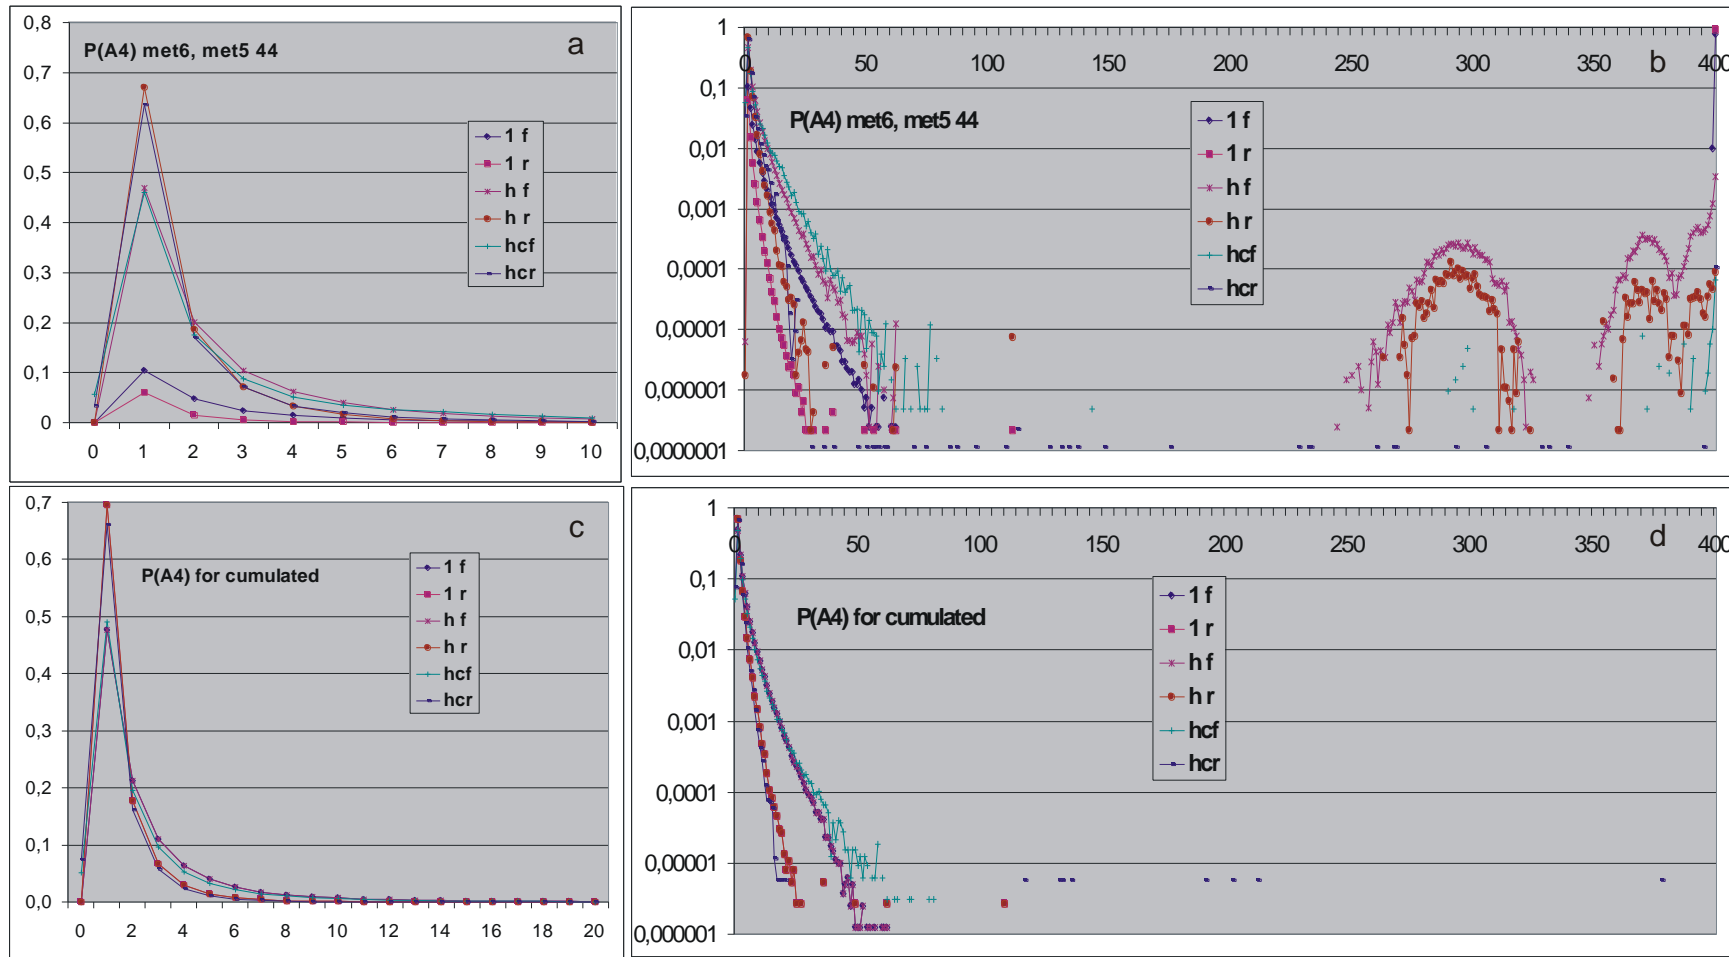 0,8
0,7
0,6
0,5
0,4
0,3
0,2
0,1
0
P(A4) met6, met5 44
a
1 f
1 r
h f
h r
hcf
hcr
0 1 2 3 4 5 6 7 8 9 10
1
0,1
0,01
0,001
0,0001
0,00001
0,000001
0,0000001
0 50 100 150 200 250 300 350 400
b
P(A4) met6, met5 44
1 f
1 r
h f
h r
hcf
hcr
0,7
0,6
0,5
0,4
0,3
0,2
0,1
0,0
c
P(A4) for cumulated
1 f
1 r
h f
h r
hcf
hcr
0 2 4 6 8 10 12 14 16 18 20
1
0,1
0,01
0,001
0,0001
0,00001
0,000001
0 50 100 150 200 250 300 350 400
d
P(A4) for cumulated
1 f
1 r
h f
h r
hcf
hcr